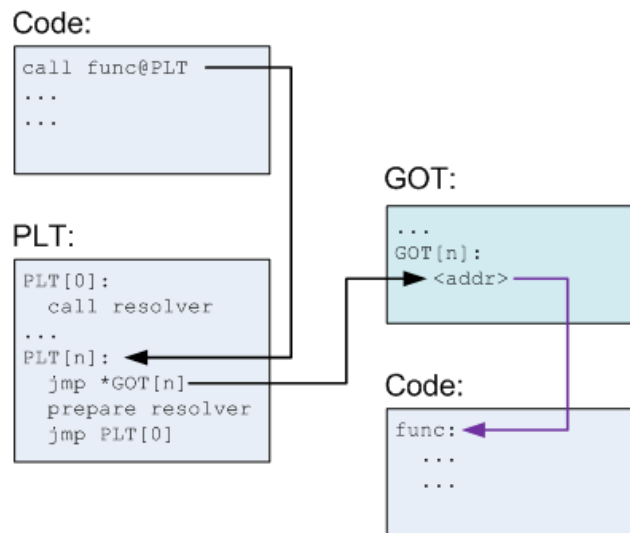 Code:
call func@PLT
...
...
PLT:
PLT[0]:
call resolver
...
PLT[n]:
jmp *GOT[n]
prepare resolver
jmp PLT[0]
GOT:
...
GOT[n]:
<addr>
Code:
func:
...
...